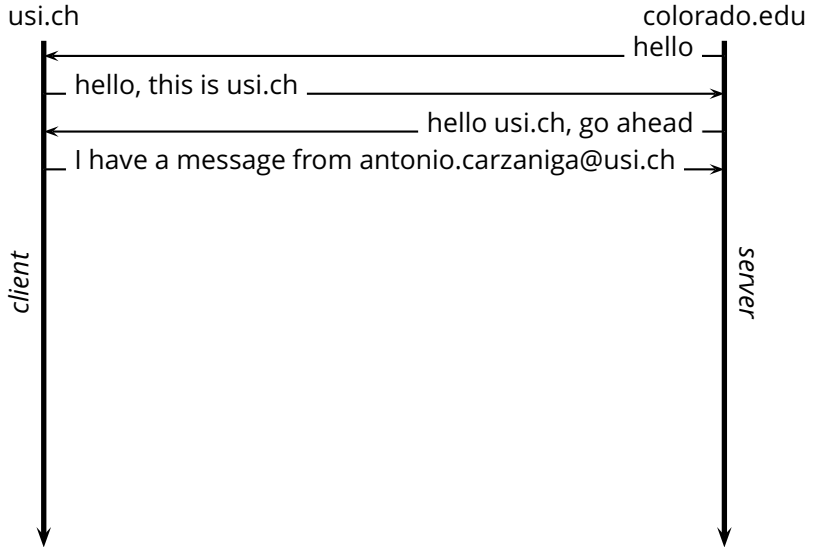 usi.ch
colorado.edu
hello
hello, this is usi.ch
hello usi.ch, go ahead
I have a message from antonio.carzaniga@usi.ch
client
server